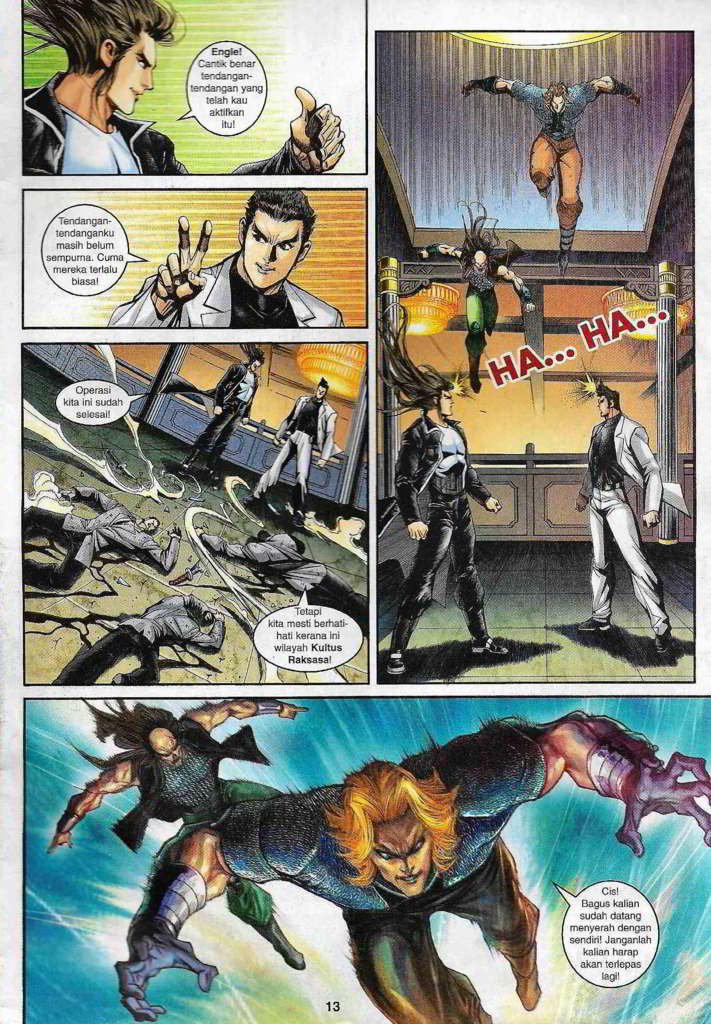 Engle!
Cantik benar
tendangan-
tendangan yang
telah kau
aktifkan
itu!
Tendangan-
tendanganku
masih belum
sempurna. Cuma
mereka terlalu
biasa!
Operasi
kita ini sudah
selesai!
Tetapi
kita mesti berhati-
hati kerana ini
wilayah Kultus
Raksasa!
HA... HA...
Cis!
Bagus kalian
sudah datang
menyerah dengan
sendiri! Janganlah
kalian harap
akan terlepas
lagi!
13